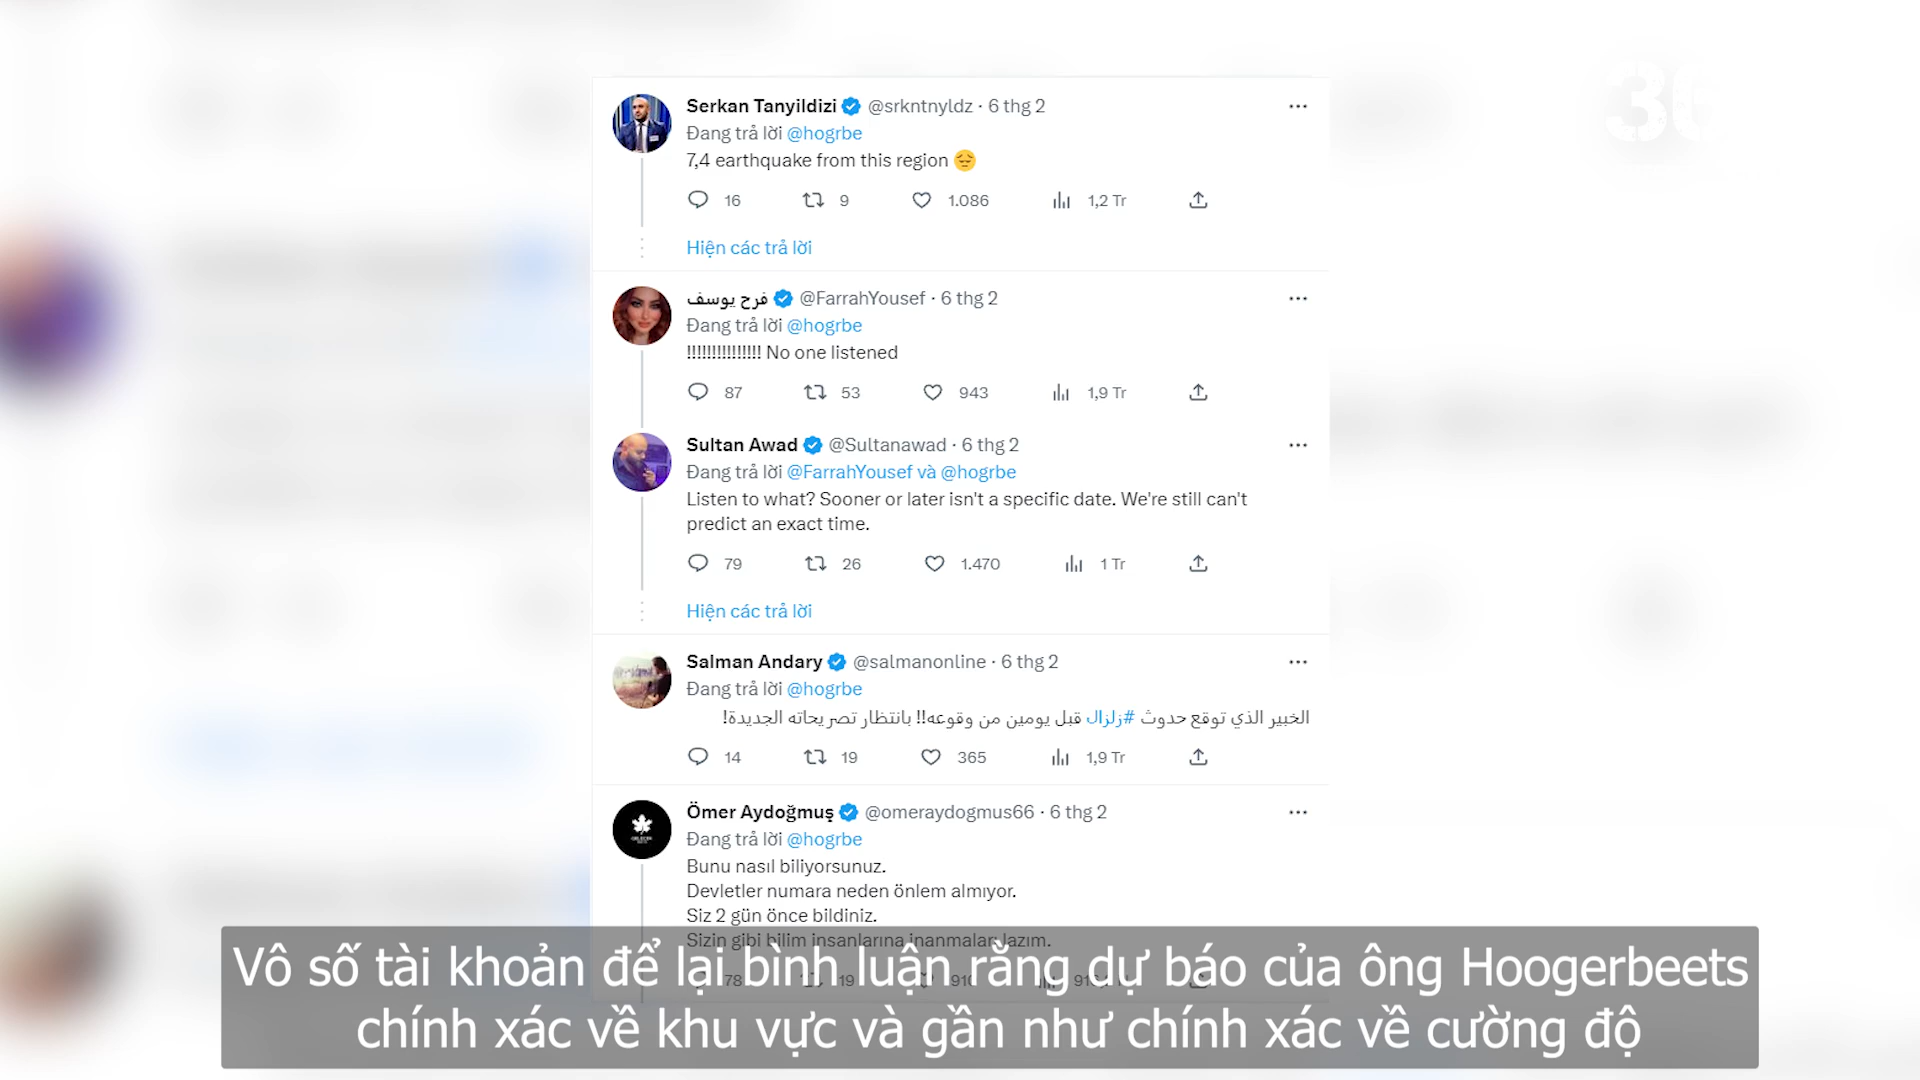 Serkan Tanyildizi @srkntnyldz · 6 thg 2
Đang trả lời @hogrbe
7,4 earthquake from this region 😔
16 9 1.086 1,2 Tr
Hiện các trả lời
فرح يوسف @FarrahYousef · 6 thg 2
Đang trả lời @hogrbe
!!!!!!!!!!!!!!! No one listened
87 53 943 1,9 Tr
Sultan Awad @Sultanawad · 6 thg 2
Đang trả lời @FarrahYousef và @hogrbe
Listen to what? Sooner or later isn't a specific date. We're still can't
predict an exact time.
79 26 1.470 1 Tr
Hiện các trả lời
Salman Andary @salmanonline · 6 thg 2
Đang trả lời @hogrbe
الخبير الذي توقع حدوث #زلزال قبل يومين من وقوعه!! بانتظار تصريحاته الجديدة!
14 19 365 1,9 Tr
Ömer Aydoğmuş @omeraydogmus66 · 6 thg 2
Đang trả lời @hogrbe
Bunu nasıl biliyorsunuz.
Devletler numara neden önlem almıyor.
Siz 2 gün önce bildiniz.
Sizin gibi bilim insanlarına inanmaları lazım.
78 19 910
Vô số tài khoản để lại bình luận rằng dự báo của ông Hoogerbeets
chính xác về khu vực và gần như chính xác về cường độ